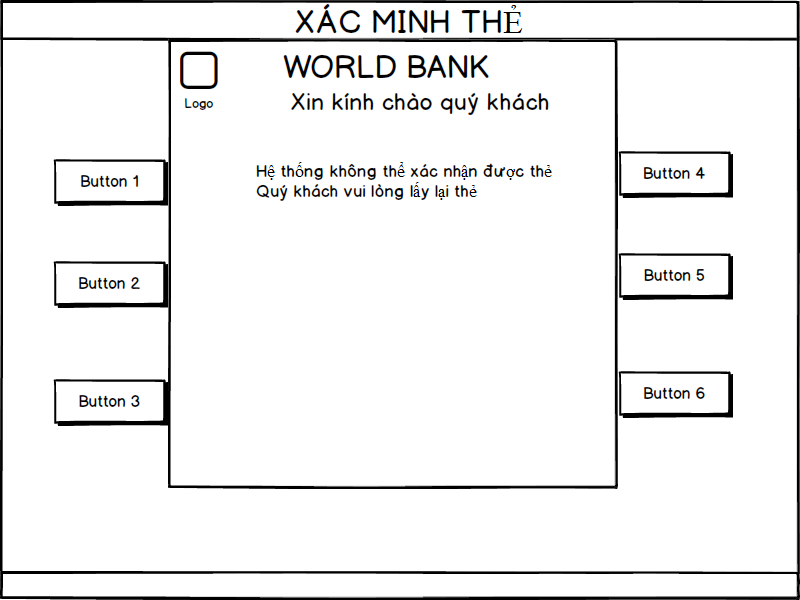 XÁC MINH THẺ
WORLD BANK
Logo
Xin kính chào quý khách
Hệ thống không thể xác nhận được thẻ
Quý khách vui lòng lấy lại thẻ
Button 1
Button 4
Button 2
Button 5
Button 3
Button 6